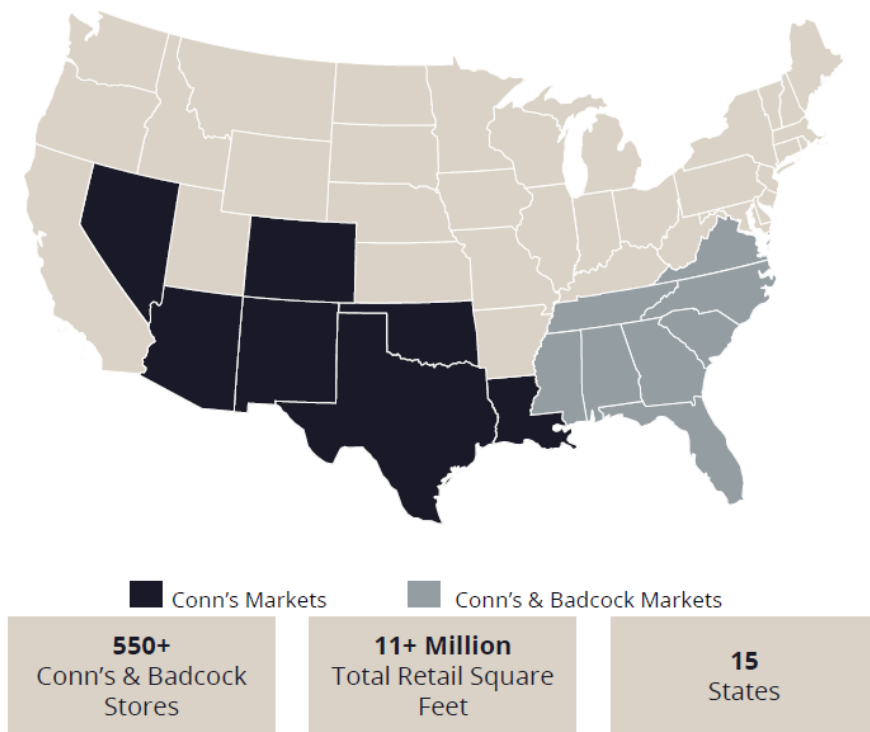 Conn's Markets
Conn's & Badcock Markets
550+
Conn's & Badcock
Stores
11+ Million
Total Retail Square
Feet
15
States